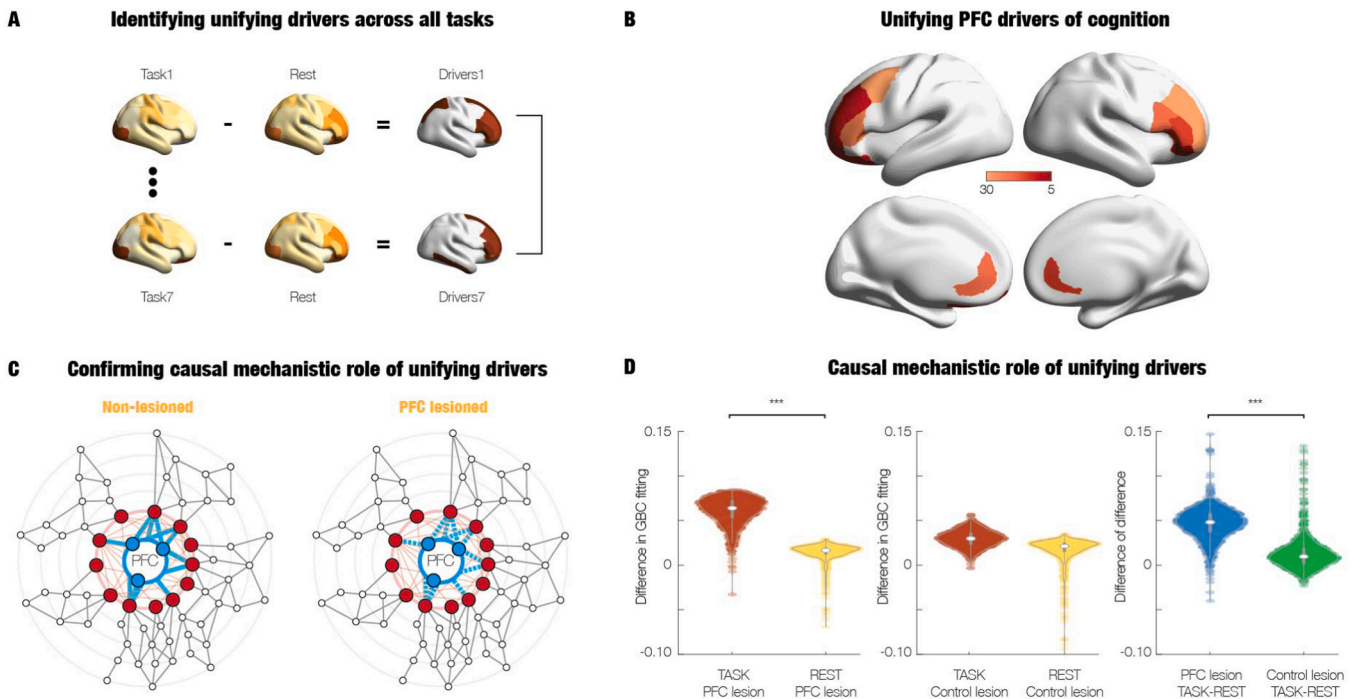 A
Identifying unifying drivers across all tasks
Task1
Rest
Drivers1
-
=
-
=
Task7
Rest
Drivers7
B
Unifying PFC drivers of cognition
30
5
C
Confirming causal mechanistic role of unifying drivers
Non-lesioned
PFC lesioned
PFC
PFC
D
Causal mechanistic role of unifying drivers
***
0.15
0
-0.10
Difference in GBC fitting
TASK
PFC lesion
REST
PFC lesion
0.15
0
-0.10
Difference in GBC fitting
TASK
Control lesion
REST
Control lesion
***
0.15
0
-0.10
Difference of difference
PFC lesion
TASK-REST
Control lesion
TASK-REST